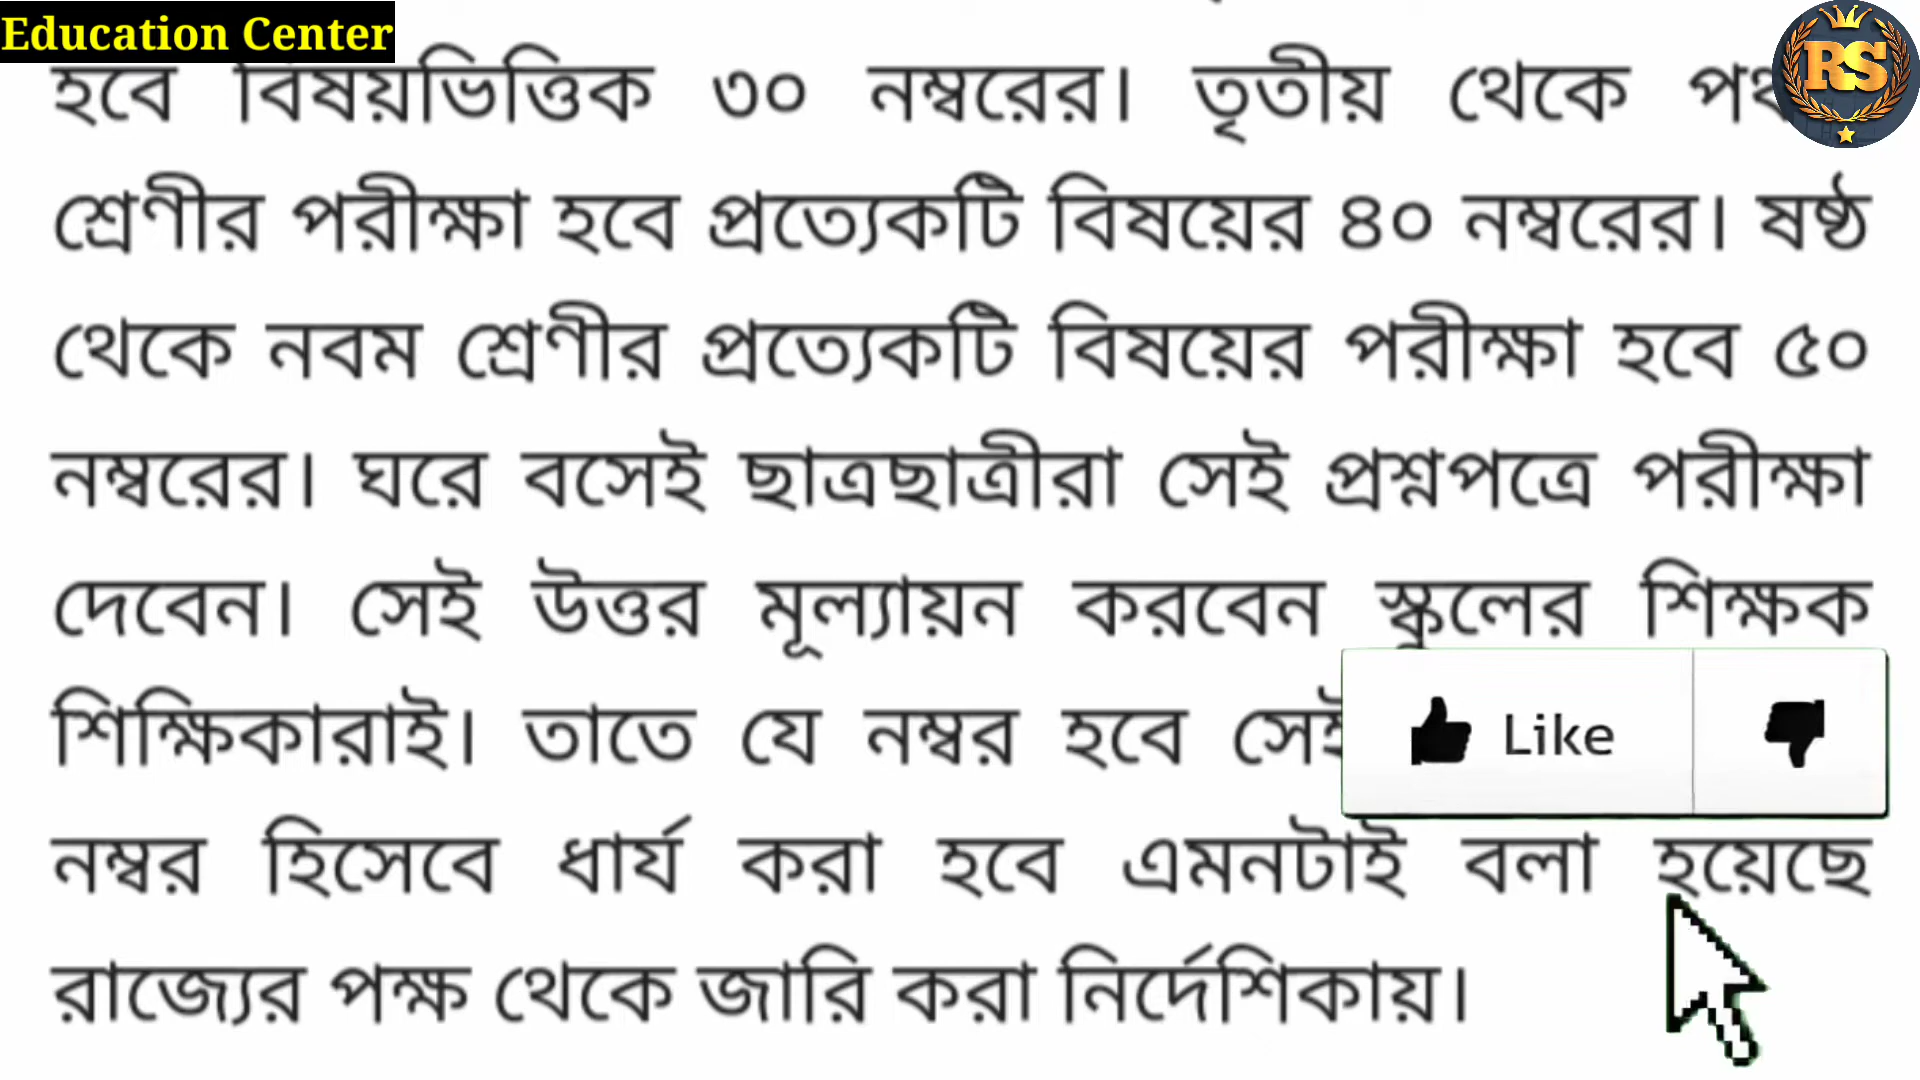 Education Center
RS
হবে বিষয়ভিত্তিক ৩০ নম্বরের। তৃতীয় থেকে
শ্রেণীর পরীক্ষা হবে প্রত্যেকটি বিষয়ের ৪০ নম্বরের। ষষ্ঠ
থেকে নবম শ্রেণীর প্রত্যেকটি বিষয়ের পরীক্ষা হবে ৫০
নম্বরের। ঘরে বসেই ছাত্রছাত্রীরা সেই প্রশ্নপত্রে পরীক্ষা
দেবেন। সেই উত্তর মূল্যায়ন করবেন স্কুলের শিক্ষক
শিক্ষিকারাই। তাতে যে নম্বর হবে সেই
Like
নম্বর হিসেবে ধার্য করা হবে এমনটাই বলা হয়েছে
রাজ্যের পক্ষ থেকে জারি করা নির্দেশিকায়।